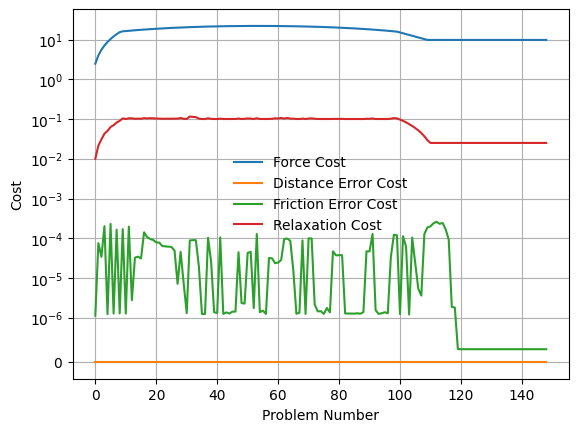 10¹
10⁰
10⁻¹
10⁻²
10⁻³
10⁻⁴
10⁻⁵
10⁻⁶
0
Cost
Force Cost
Distance Error Cost
Friction Error Cost
Relaxation Cost
0 20 40 60 80 100 120 140
Problem Number